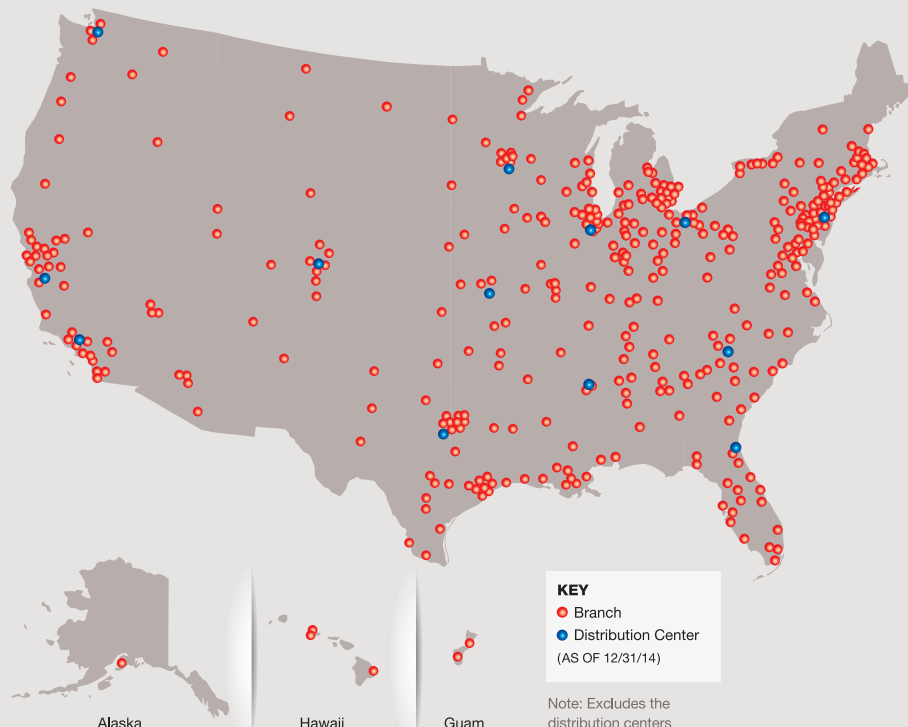 KEY
Branch
Distribution Center
(AS OF 12/31/14)
Note: Excludes the
distribution centers
Alaska
Hawaii
Guam